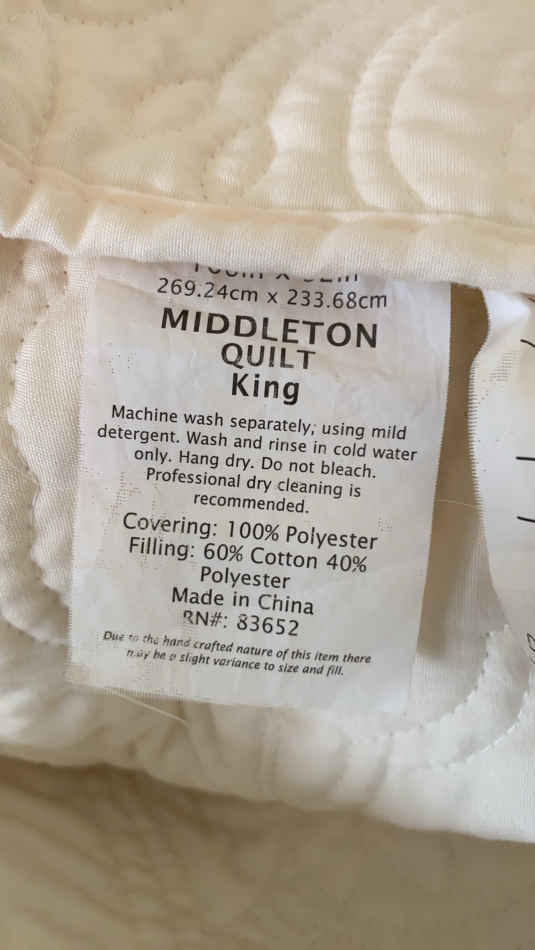 269.24cm x 233.68cm
MIDDLETON
QUILT
King
Machine wash separately, using mild
detergent. Wash and rinse in cold water
only. Hang dry. Do not bleach.
Professional dry cleaning is
recommended.
Covering: 100% Polyester
Filling: 60% Cotton 40%
Polyester
Made in China
RN#: 83652
Due to the hand crafted nature of this item there
may be a slight variance to size and fill.